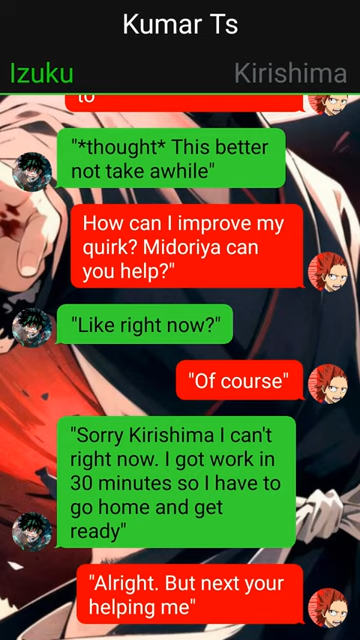 Kumar Ts
Izuku
Kirishima
to
"*thought* This better
not take awhile"
How can I improve my
quirk? Midoriya can
you help?"
"Like right now?"
"Of course"
"Sorry Kirishima I can't
right now. I got work in
30 minutes so I have to
go home and get
ready"
"Alright. But next your
helping me"